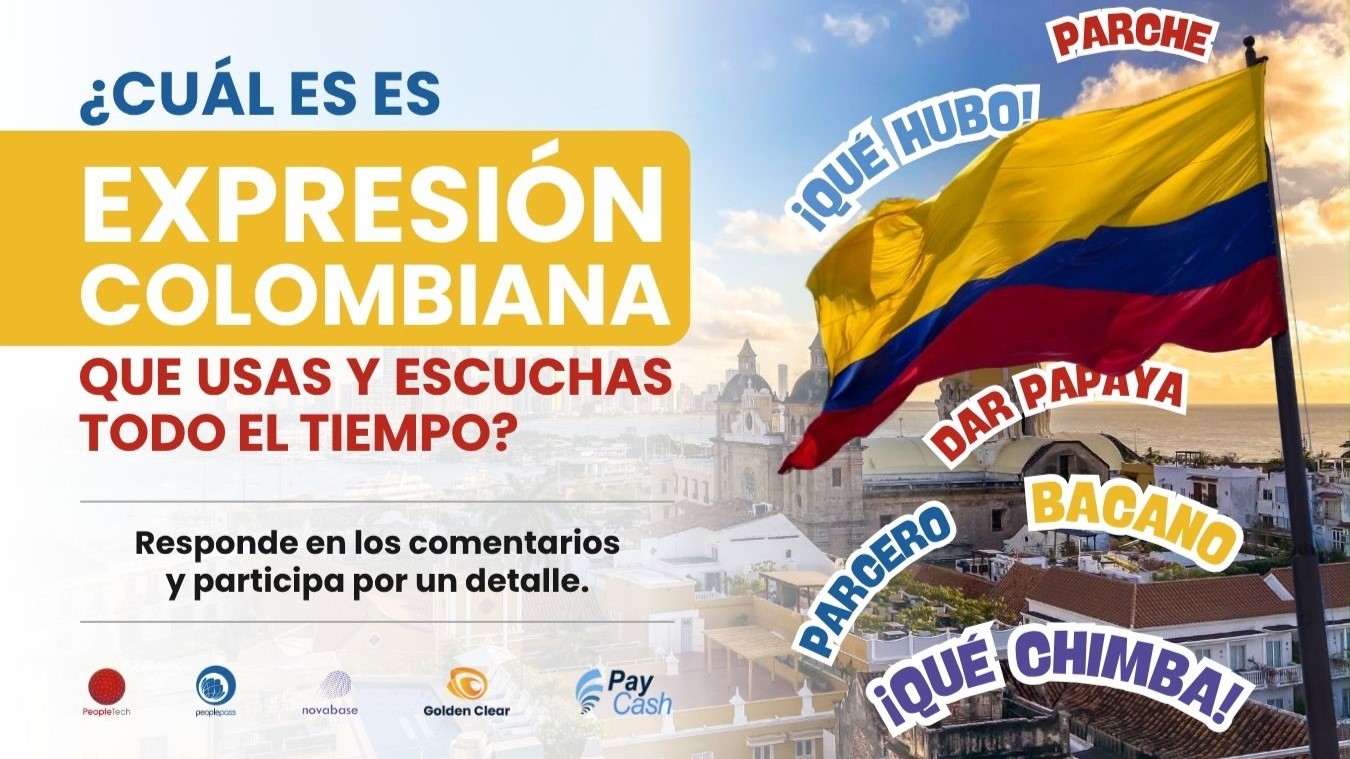 ¿CUÁL ES ES
EXPRESIÓN
COLOMBIANA
QUE USAS Y ESCUCHAS
TODO EL TIEMPO?
Responde en los comentarios
y participa por un detalle.
PeopleTech
peoplepass
novabase
Golden Clear
Pay
Cash
PARCHE
¡QUÉ HUBO!
DAR PAPAYA
BACANO
PARCERO
¡QUÉ CHIMBA!